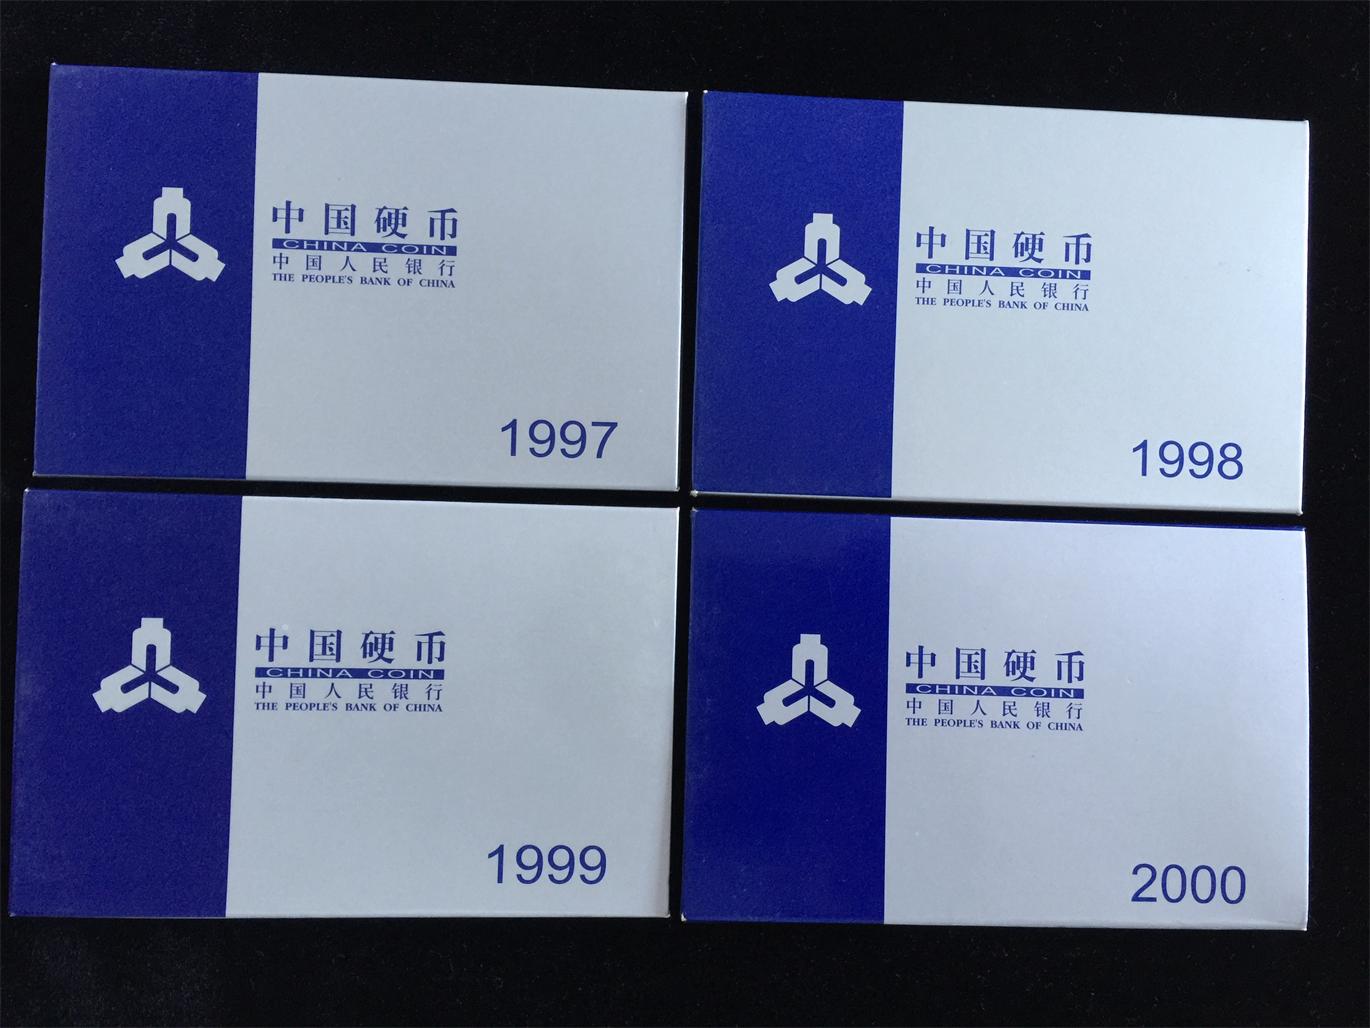 中国硬币
CHINA COIN
中国人民银行
THE PEOPLE'S BANK OF CHINA
1997
中国硬币
CHINA COIN
中国人民银行
THE PEOPLE'S BANK OF CHINA
1998
中国硬币
CHINA COIN
中国人民银行
THE PEOPLE'S BANK OF CHINA
1999
中国硬币
CHINA COIN
中国人民银行
THE PEOPLE'S BANK OF CHINA
2000